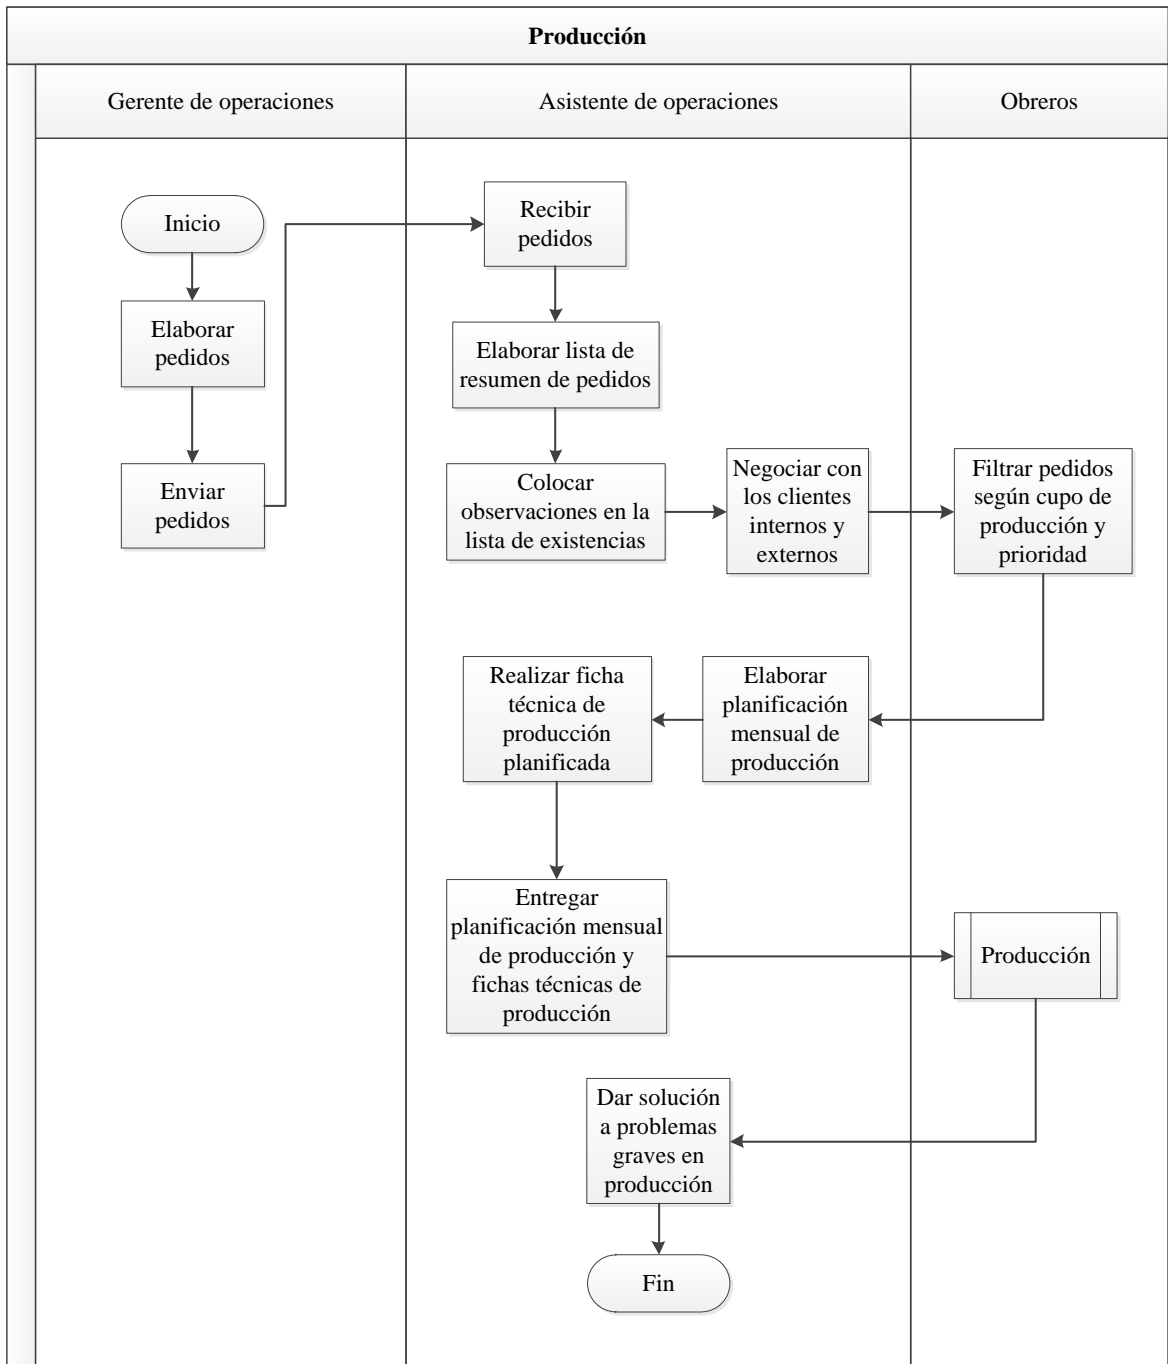 Producción
Gerente de operaciones
Asistente de operaciones
Obreros
Inicio
Elaborar
pedidos
Enviar
pedidos
Recibir
pedidos
Elaborar lista de
resumen de pedidos
Colocar
observaciones en la
lista de existencias
Negociar con
los clientes
internos y
externos
Filtrar pedidos
según cupo de
producción y
prioridad
Elaborar
planificación
mensual de
producción
Realizar ficha
técnica de
producción
planificada
Entregar
planificación mensual
de producción y
fichas técnicas de
producción
Producción
Dar solución
a problemas
graves en
producción
Fin